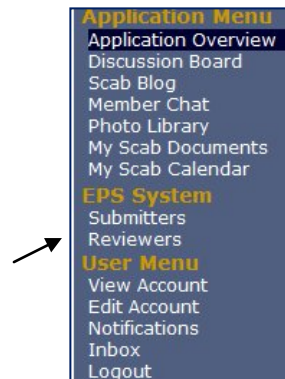 Application Menu
Application Overview
Discussion Board
Scab Blog
Member Chat
Photo Library
My Scab Documents
My Scab Calendar
EPS System
Submitters
Reviewers
User Menu
View Account
Edit Account
Notifications
Inbox
Logout